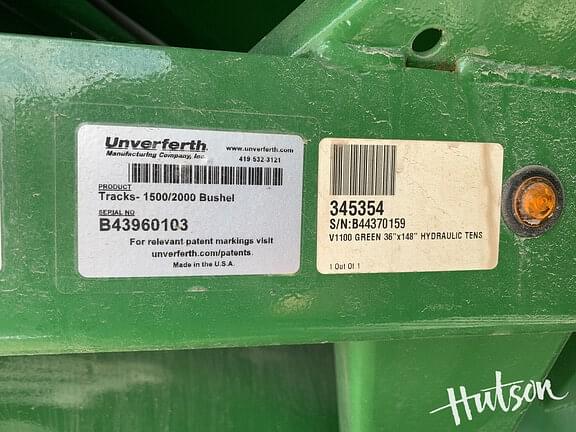 Unverferth
Manufacturing Company, Inc.
www.unverferth.com/
419 532-3121
PRODUCT
Tracks- 1500/2000 Bushel
SERIAL NO
B43960103
For relevant patent markings visit
unverferth.com/patents.
Made in the U.S.A.
345354
S/N:B44370159
V1100 GREEN 36"x148" HYDRAULIC TENS
1 Out Of 1
Hutson